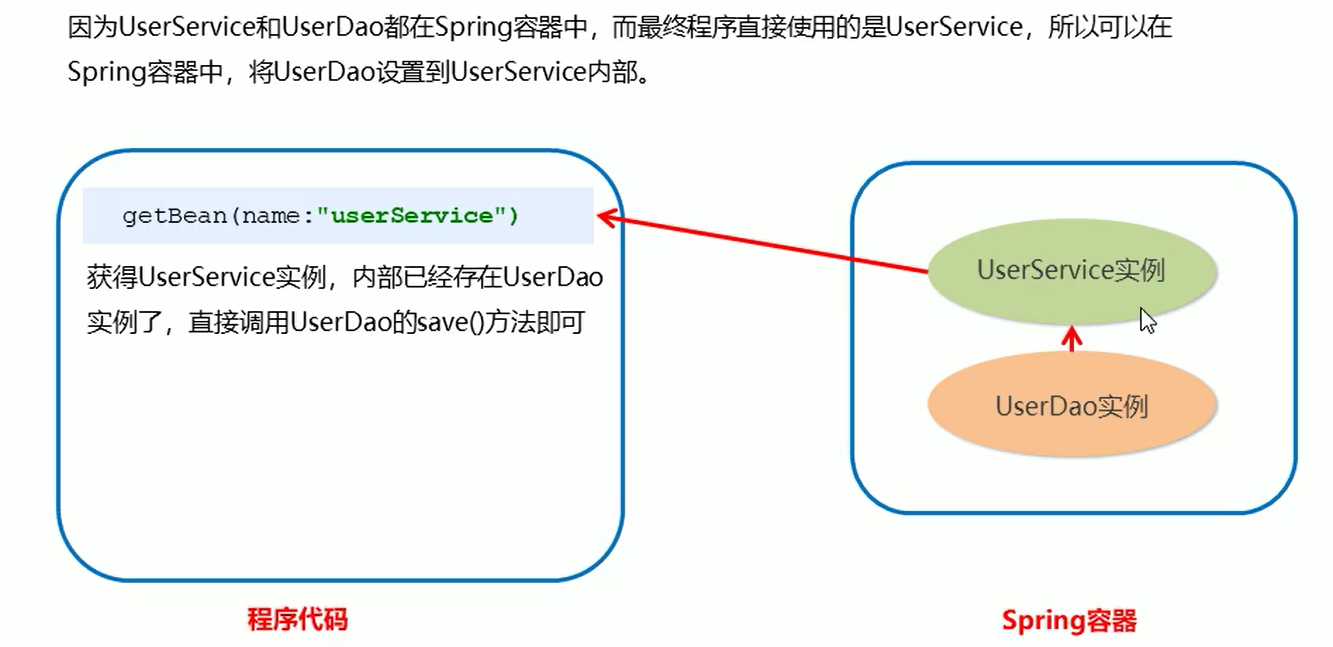 因为UserService和UserDao都在Spring容器中，而最终程序直接使用的是UserService，所以可以在
Spring容器中，将UserDao设置到UserService内部。
getBean(name:"userService")
获得UserService实例，内部已经存在UserDao
实例了，直接调用UserDao的save()方法即可
UserService实例
UserDao实例
程序代码
Spring容器